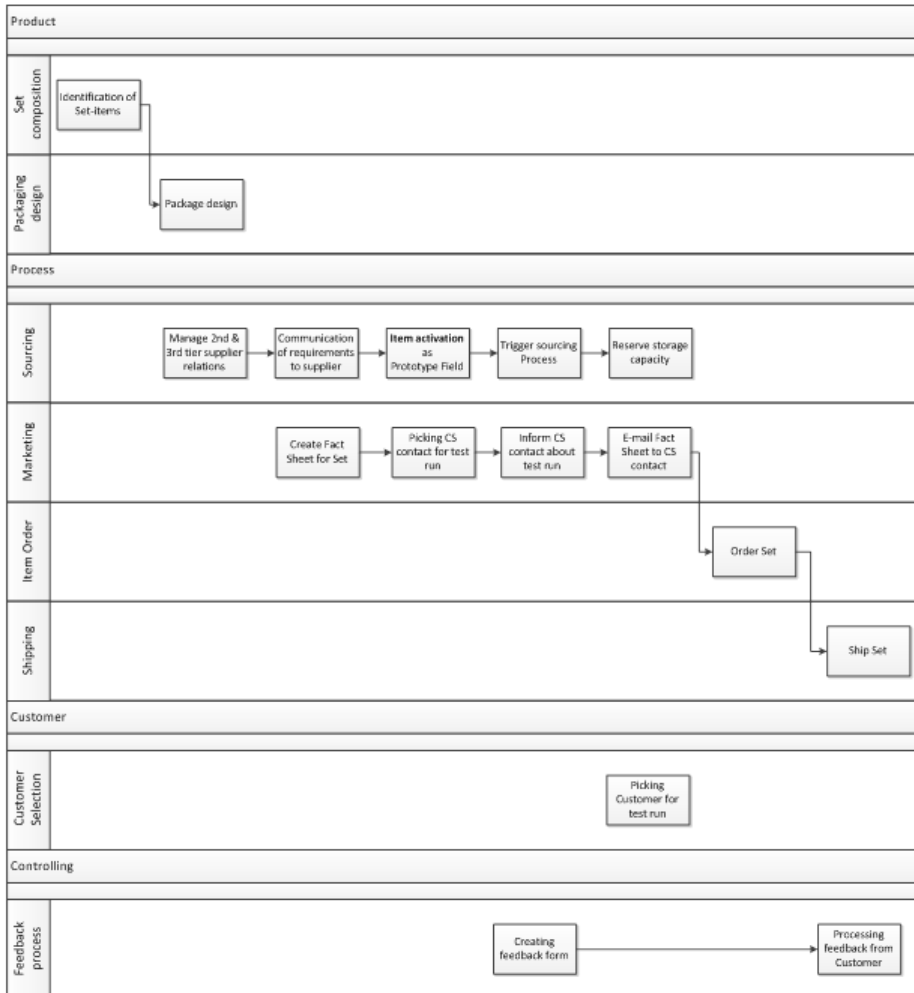 Product
Set
composition
Identification of
Set-items
Packaging
design
Package design
Process
Sourcing
Manage 2nd &
3rd tier supplier
relations
Communication
of requirements
to supplier
Item activation
as
Prototype Field
Trigger sourcing
Process
Reserve storage
capacity
Marketing
Create Fact
Sheet for Set
Picking CS
contact for test
run
Inform CS
contact about
test run
E-mail Fact
Sheet to CS
contact
Item Order
Order Set
Shipping
Ship Set
Customer
Customer
Selection
Picking
Customer for
test run
Controlling
Feedback
process
Creating
feedback form
Processing
feedback from
Customer